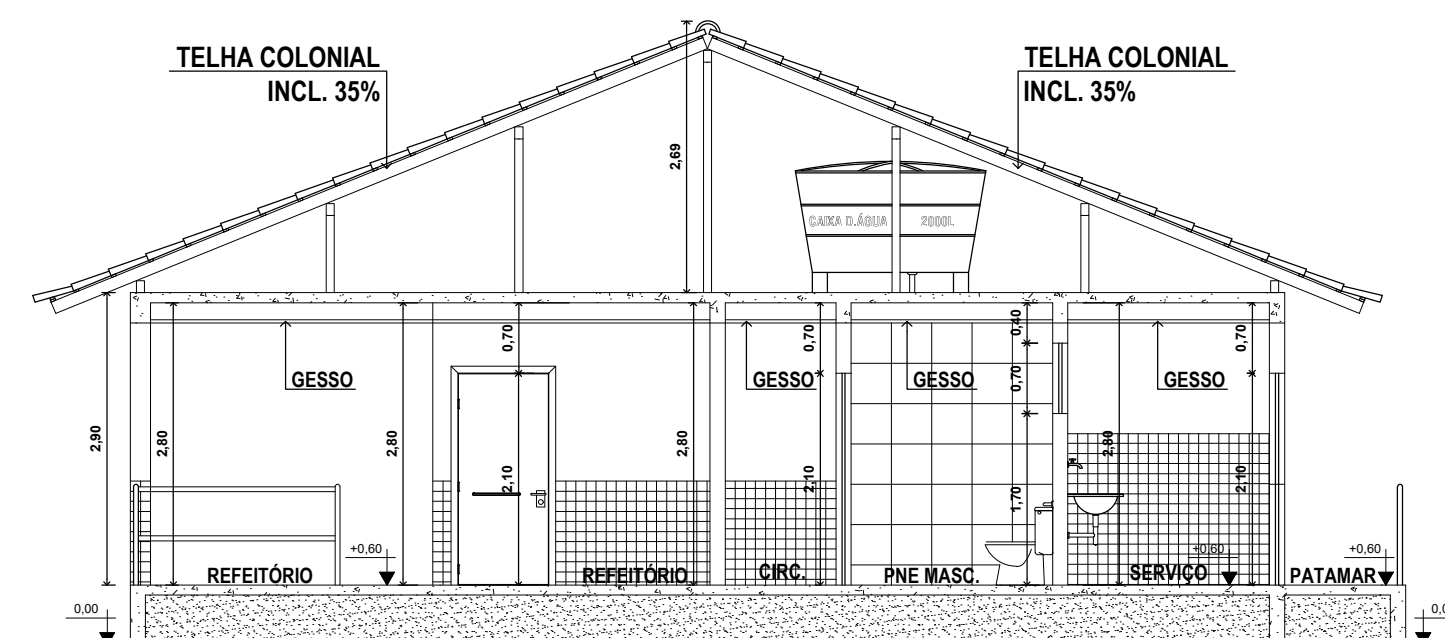 TELHA COLONIAL
INCL. 35%
TELHA COLONIAL
INCL. 35%
2,69
CAIXA D.ÁGUA 2000L
0,70
0,70
0,40
0,70
GESSO
GESSO
GESSO
GESSO
0,70
2,90
2,80
2,80
2,80
2,80
2,10
2,10
1,70
2,10
+0,60
+0,60
+0,60
REFEITÓRIO
REFEITÓRIO
CIRC.
PNE MASC.
SERVIÇO
PATAMAR
0,00